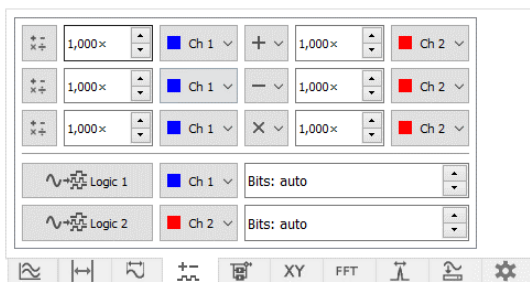 1,000× Ch 1 + 1,000× Ch 2
1,000× Ch 1 − 1,000× Ch 2
1,000× Ch 1 × 1,000× Ch 2
Logic 1 Ch 1 Bits: auto
Logic 2 Ch 2 Bits: auto
XY FFT